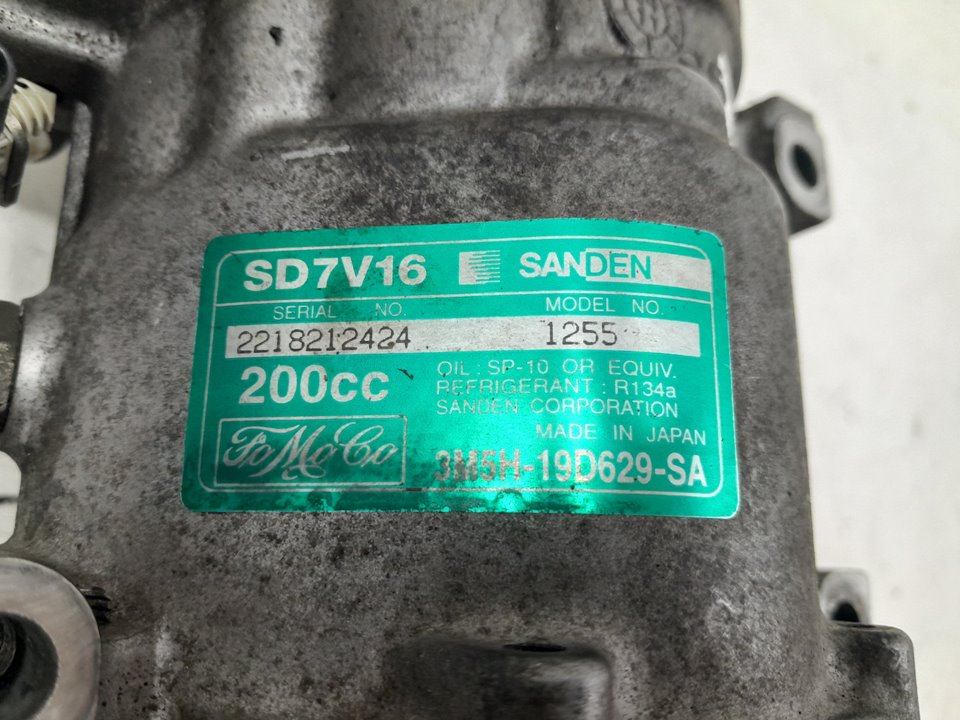 SD7V16 SANDEN
SERIAL NO. MODEL NO.
2218212424 1255
200cc
OIL : SP-10 OR EQUIV.
REFRIGERANT : R134a
SANDEN CORPORATION
MADE IN JAPAN
FoMoCo
3M5H-19D629-SA